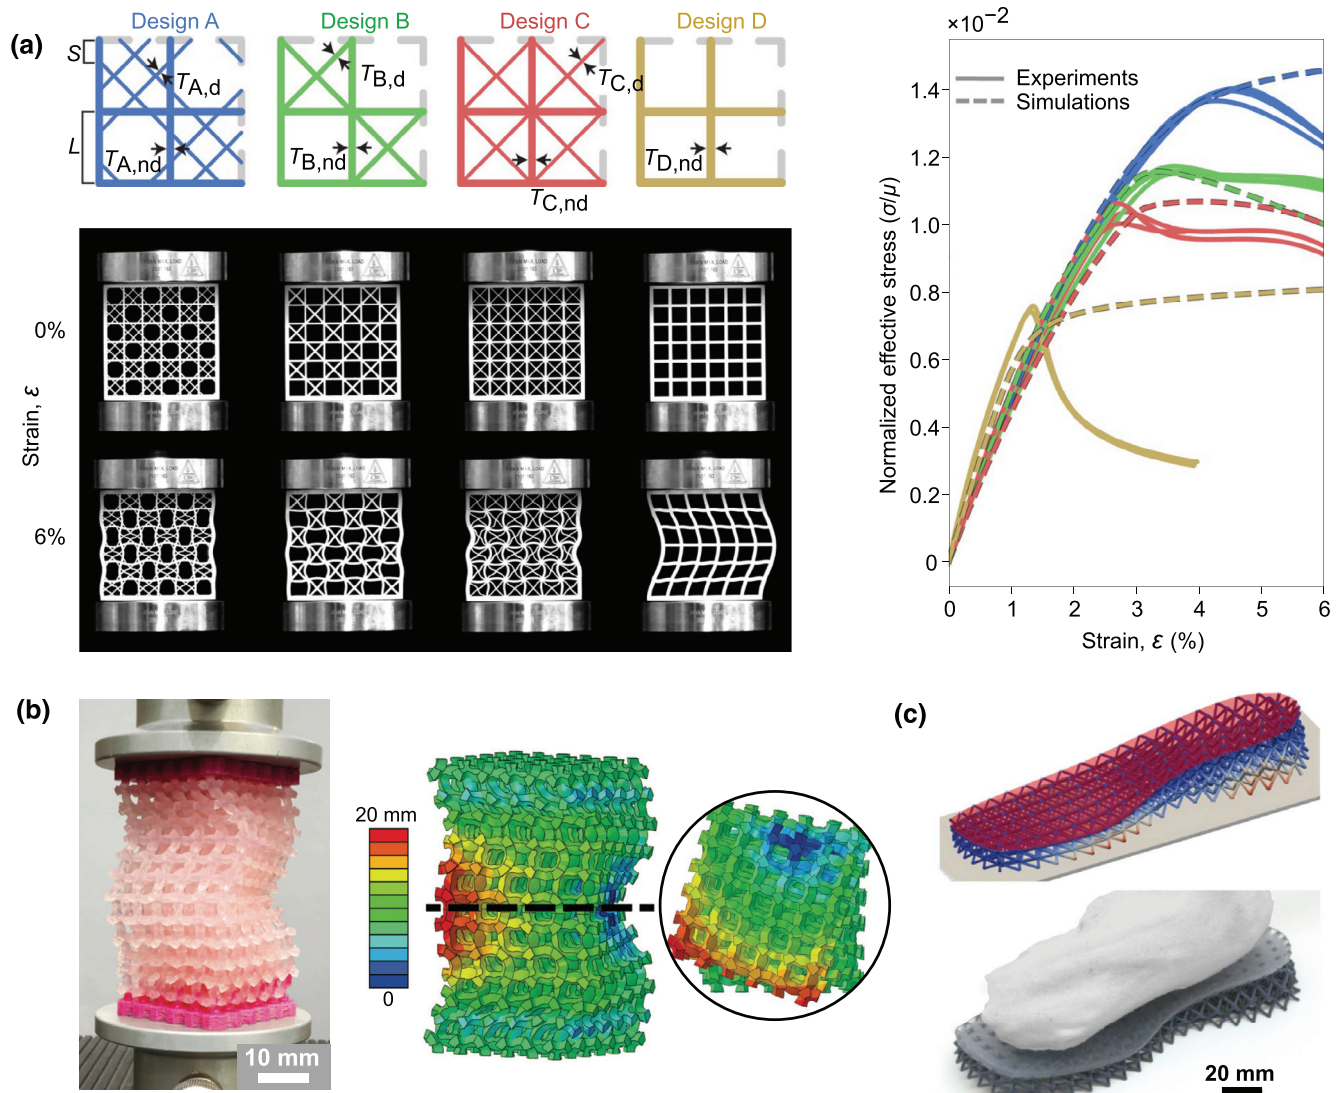 (a)
Design A
Design B
Design C
Design D
S
L
T_A,d
T_B,d
T_C,d
T_A,nd
T_B,nd
T_C,nd
T_D,nd
0%
6%
Strain, ε
×10⁻²
Experiments
Simulations
Normalized effective stress (σ/μ)
1.4
1.2
1.0
0.8
0.6
0.4
0.2
0
0 1 2 3 4 5 6
Strain, ε (%)
(b)
20 mm
0
10 mm
(c)
20 mm